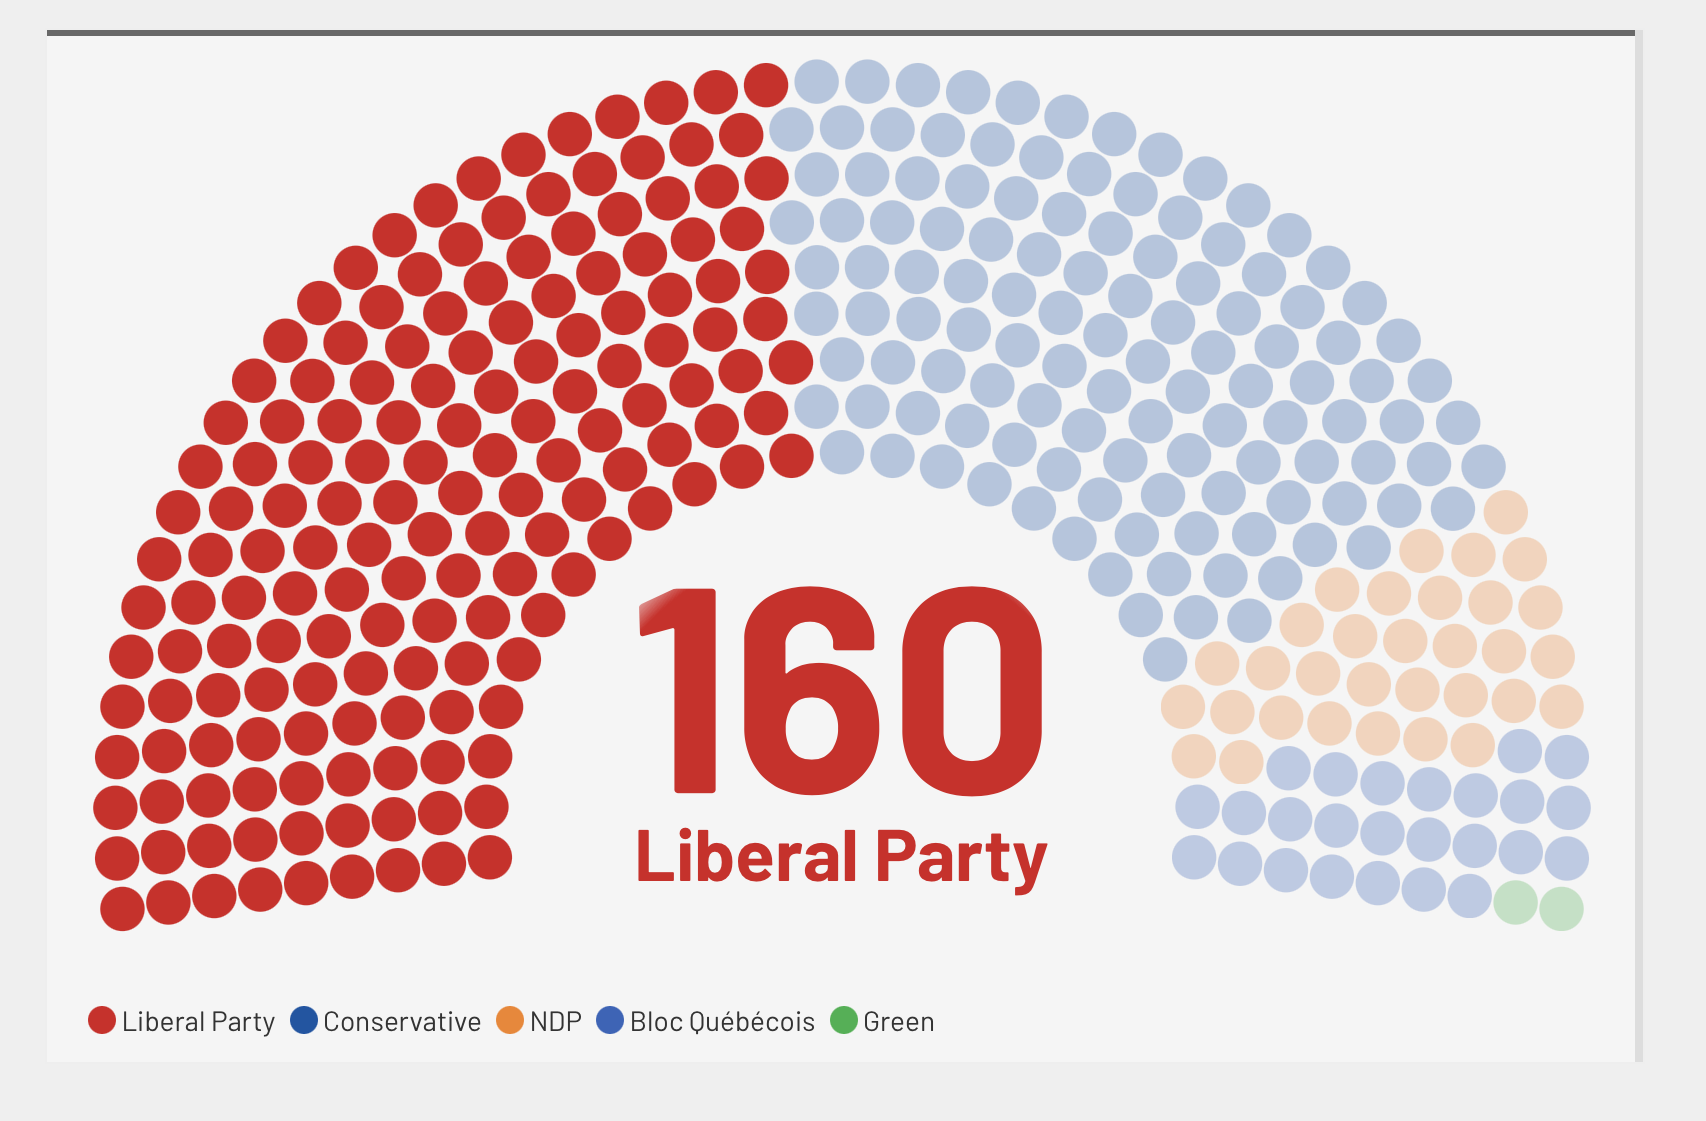 160
Liberal Party
Liberal Party Conservative NDP Bloc Québécois Green